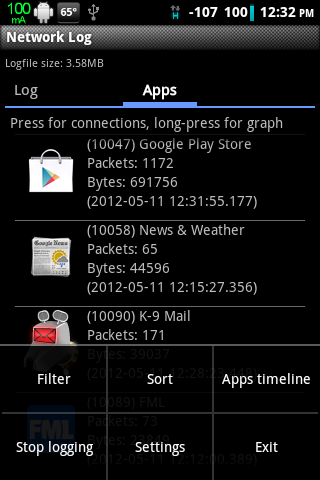 100
mA
65°
H
-107 100 12:32 PM
Network Log
Logfile size: 3.58MB
Log Apps
Press for connections, long-press for graph
(10047) Google Play Store
Packets: 1172
Bytes: 691756
(2012-05-11 12:31:55.177)
Google News
(10058) News & Weather
Packets: 65
Bytes: 44596
(2012-05-11 12:15:27.356)
(10090) K-9 Mail
Packets: 171
Bytes: 39037
(2012-05-11 12:28:23.449)
Filter Sort Apps timeline
(10089) FML
FML
Packets: 73
Stop logging Settings Exit
(2012-05-11 12:12:00.389)